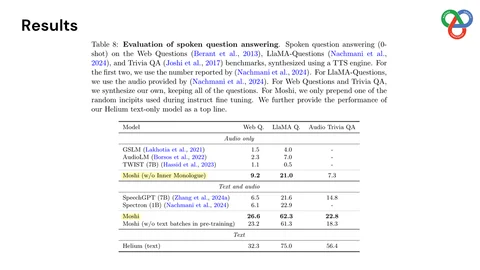 Results
Table 8: Evaluation of spoken question answering. Spoken question answering (0-
shot) on the Web Questions (Berant et al., 2013), LLaMA-Questions (Nachmani et al.,
2024), and Trivia QA (Joshi et al., 2017) benchmarks, synthesized using a TTS engine. For
the first two, we use the number reported by (Nachmani et al., 2024). For LLaMA-Questions,
we use the audio provided by (Nachmani et al., 2024). For Web Questions and Trivia QA,
we synthesize our own, keeping all of the questions. For Moshi, we only prepend one of the
random incipits used during instruct fine tuning. We further provide the performance of
our Helium text-only model as a top line.
Model Web Q. LlaMA Q. Audio Trivia QA
Audio only
GSLM (Lakhotia et al., 2021) 1.5 4.0 -
AudioLM (Borsos et al., 2022) 2.3 7.0 -
TWIST (7B) (Hassid et al., 2023) 1.1 0.5 -
Moshi (w/o Inner Monologue) 9.2 21.0 7.3
Text and audio
SpeechGPT (7B) (Zhang et al., 2024a) 6.5 21.6 14.8
Spectron (1B) (Nachmani et al., 2024) 6.1 22.9 -
Moshi 26.6 62.3 22.8
Moshi (w/o text batches in pre-training) 23.2 61.3 18.3
Text
Helium (text) 32.3 75.0 56.4